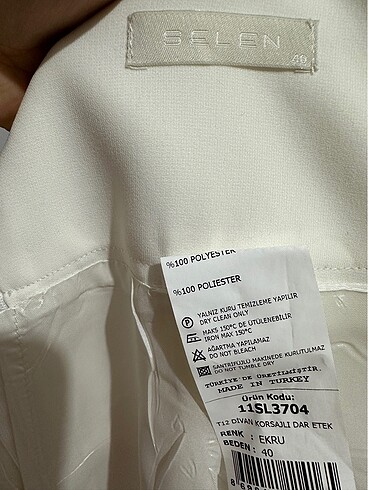 SELEN
40
%100 POLYESTER
%100 POLIESTER
YALNIZ KURU TEMİZLEME YAPILIR
DRY CLEAN ONLY
MAKS 150°C DE ÜTÜLENEBİLİR
IRON MAX 150°C
AĞARTMA YAPILAMAZ
DO NOT BLEACH
SANTRİFÜJLÜ MAKİNEDE KURUTULMAZ
DO NOT TUMBLE DRY
TÜRKİYE'DE ÜRETİLMİŞTİR.
MADE IN TURKEY
Ürün Kodu:
11SL3704
T12 DİVAN KORSAJLI DAR ETEK
RENK : EKRU
BEDEN : 40